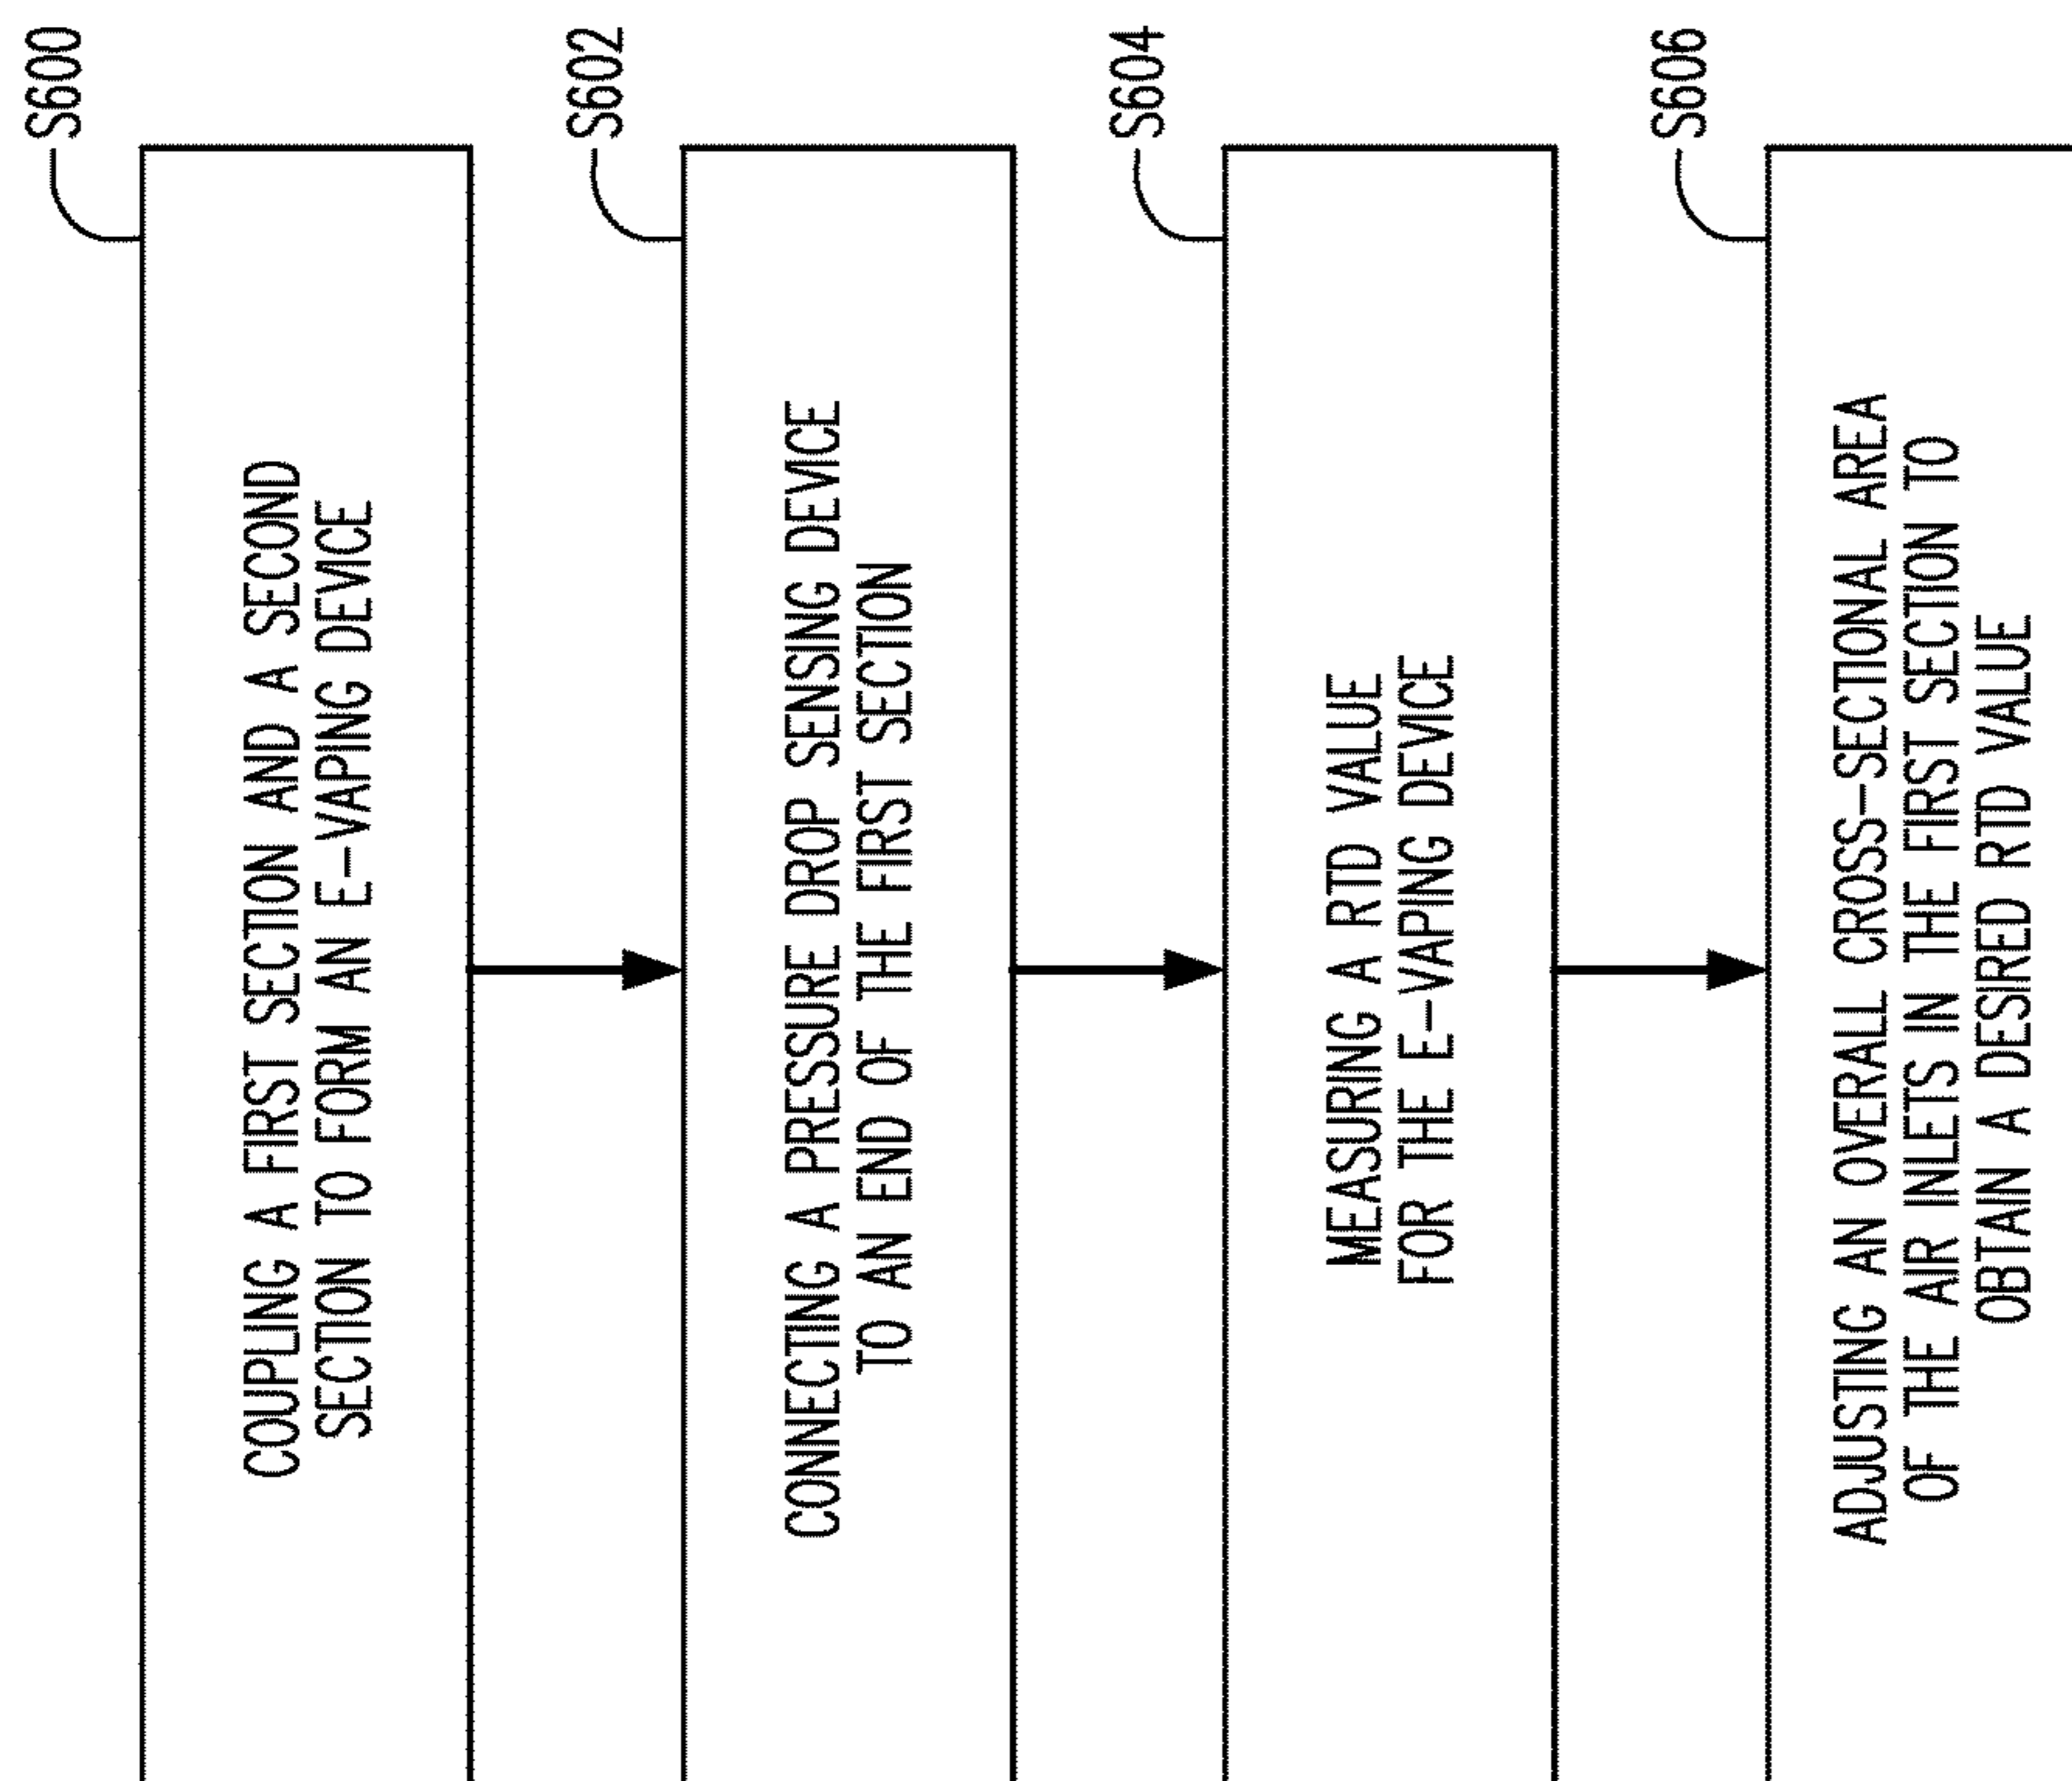 S600
COUPLING A FIRST SECTION AND A SECOND
SECTION TO FORM AN E-VAPING DEVICE
S602
CONNECTING A PRESSURE DROP SENSING DEVICE
TO AN END OF THE FIRST SECTION
S604
MEASURING A RTD VALUE
FOR THE E-VAPING DEVICE
S606
ADJUSTING AN OVERALL CROSS-SECTIONAL AREA
OF THE AIR INLETS IN THE FIRST SECTION TO
OBTAIN A DESIRED RTD VALUE